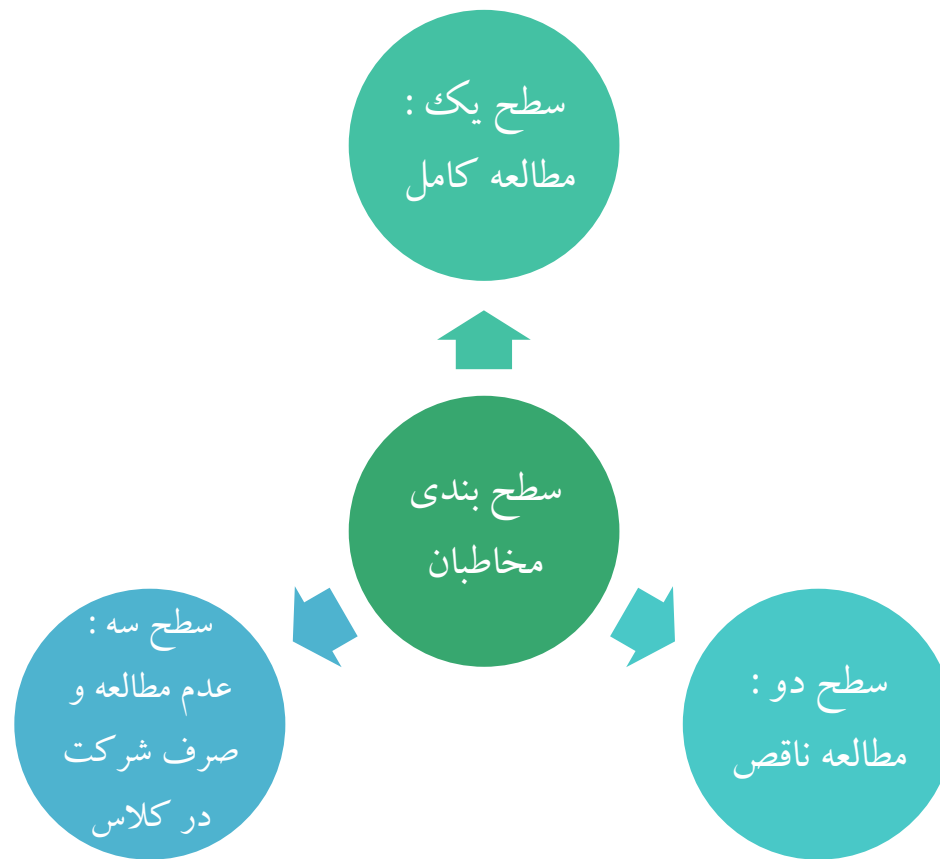 سطح یک :
مطالعه کامل
سطح بندی
مخاطبان
سطح دو :
مطالعه ناقص
سطح سه :
عدم مطالعه و
صرف شرکت
در کلاس